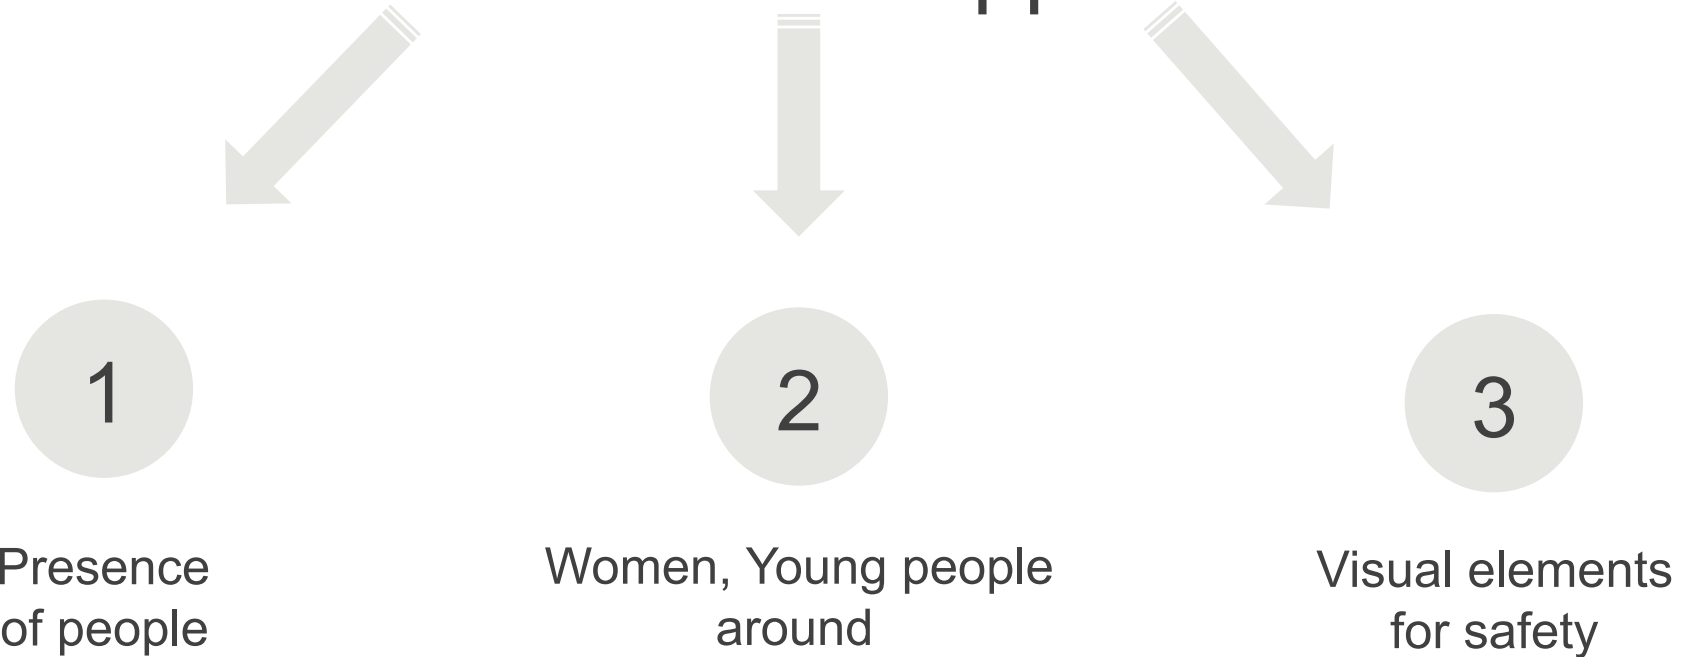 1
2
3
Presence
of people
Women, Young people
around
Visual elements
for safety